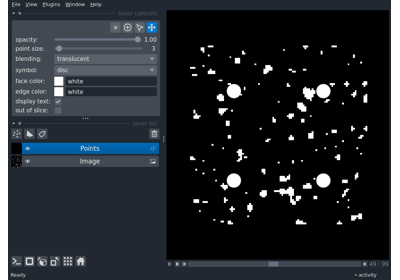 File View Plugins Window Help
layer controls
opacity: 1.00
point size: 3
blending: translucent
symbol: disc
face color: white
edge color: white
display text:
out of slice:
layer list
Points
Image
49 99
Ready activity